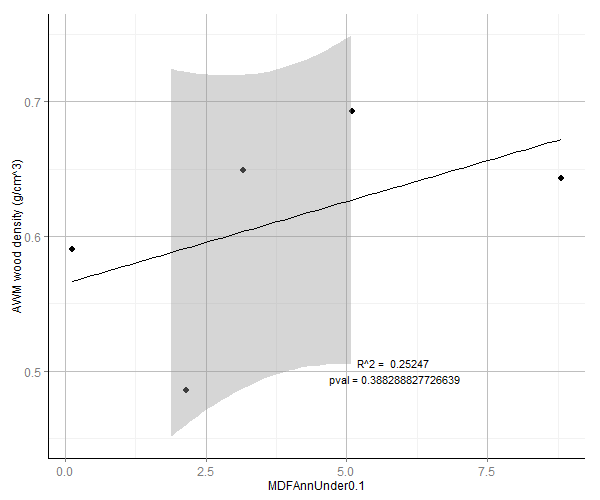 0.7
0.6
0.5
AWM wood density (g/cm^3)
R^2 = 0.25247
pval = 0.388288827726639
0.0 2.5 5.0 7.5
MDFAnnUnder0.1